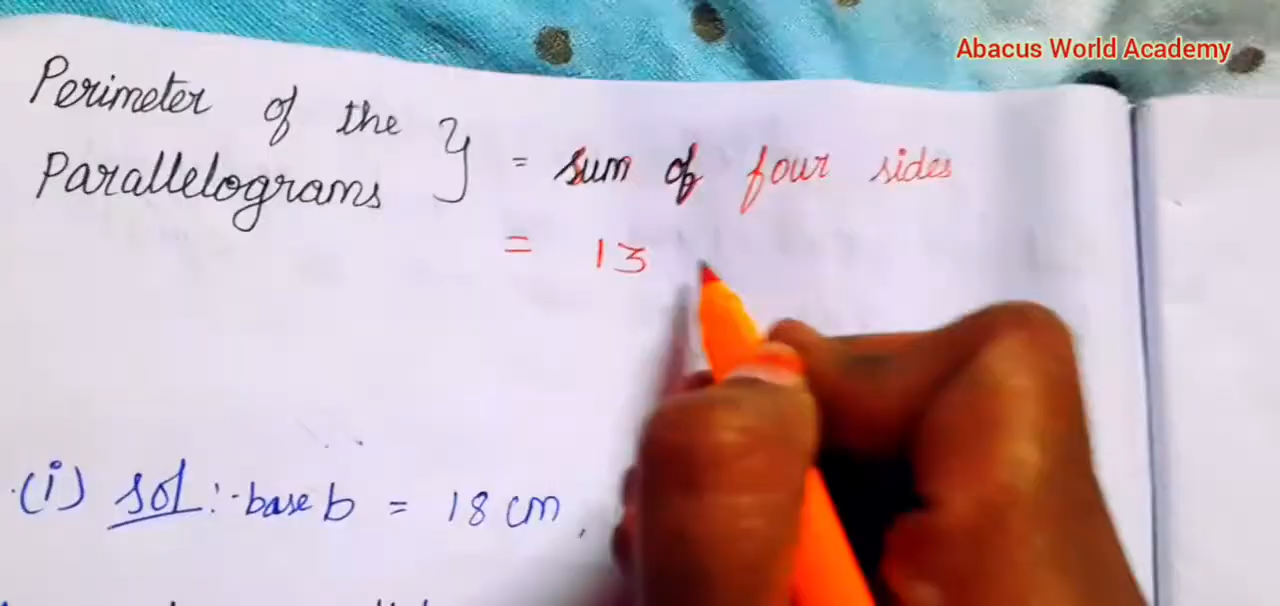 Abacus World Academy
Perimeter of the
Parallelograms } = sum of four sides
= 13
(i) sol :- base b = 18 cm,